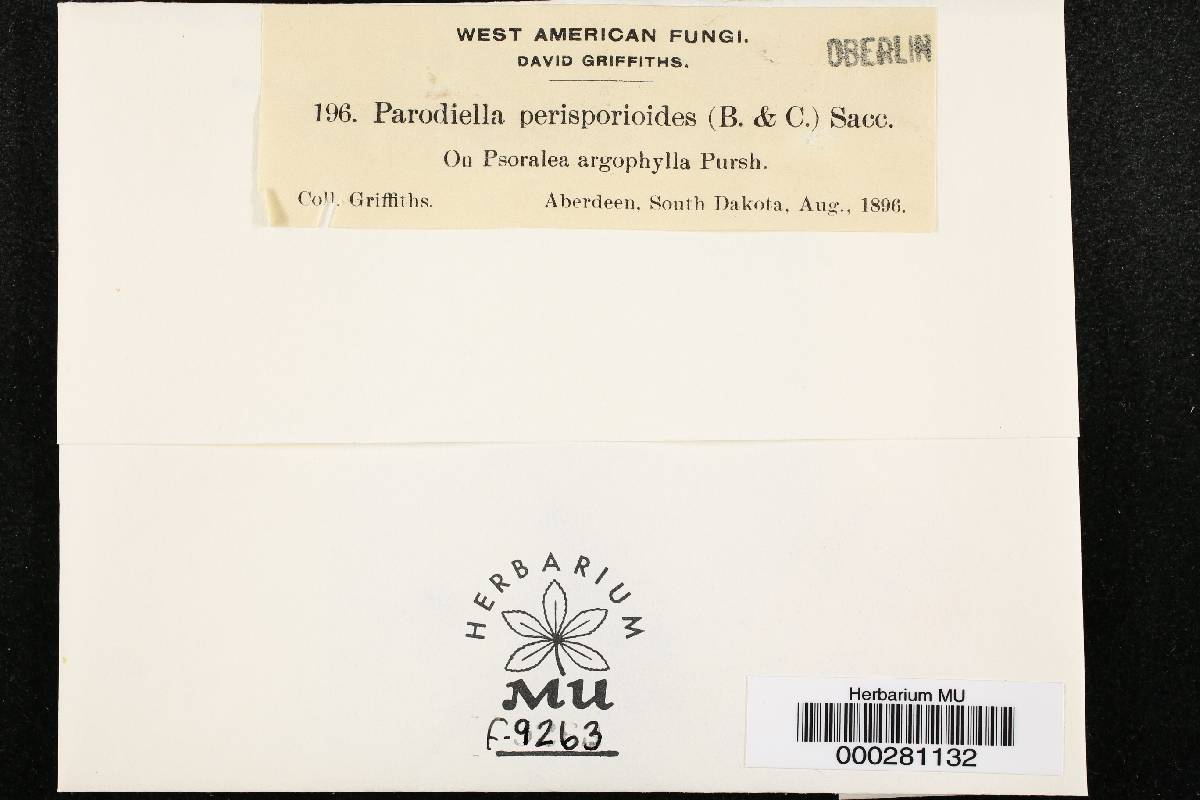 WEST AMERICAN FUNGI.
DAVID GRIFFITHS.
OBERLIN
196. Parodiella perisporioides (B. & C.) Sacc.
On Psoralea argophylla Pursh.
Coll. Griffiths. Aberdeen, South Dakota, Aug., 1896.
HERBARIUM
MU
F-9263
Herbarium MU
000281132